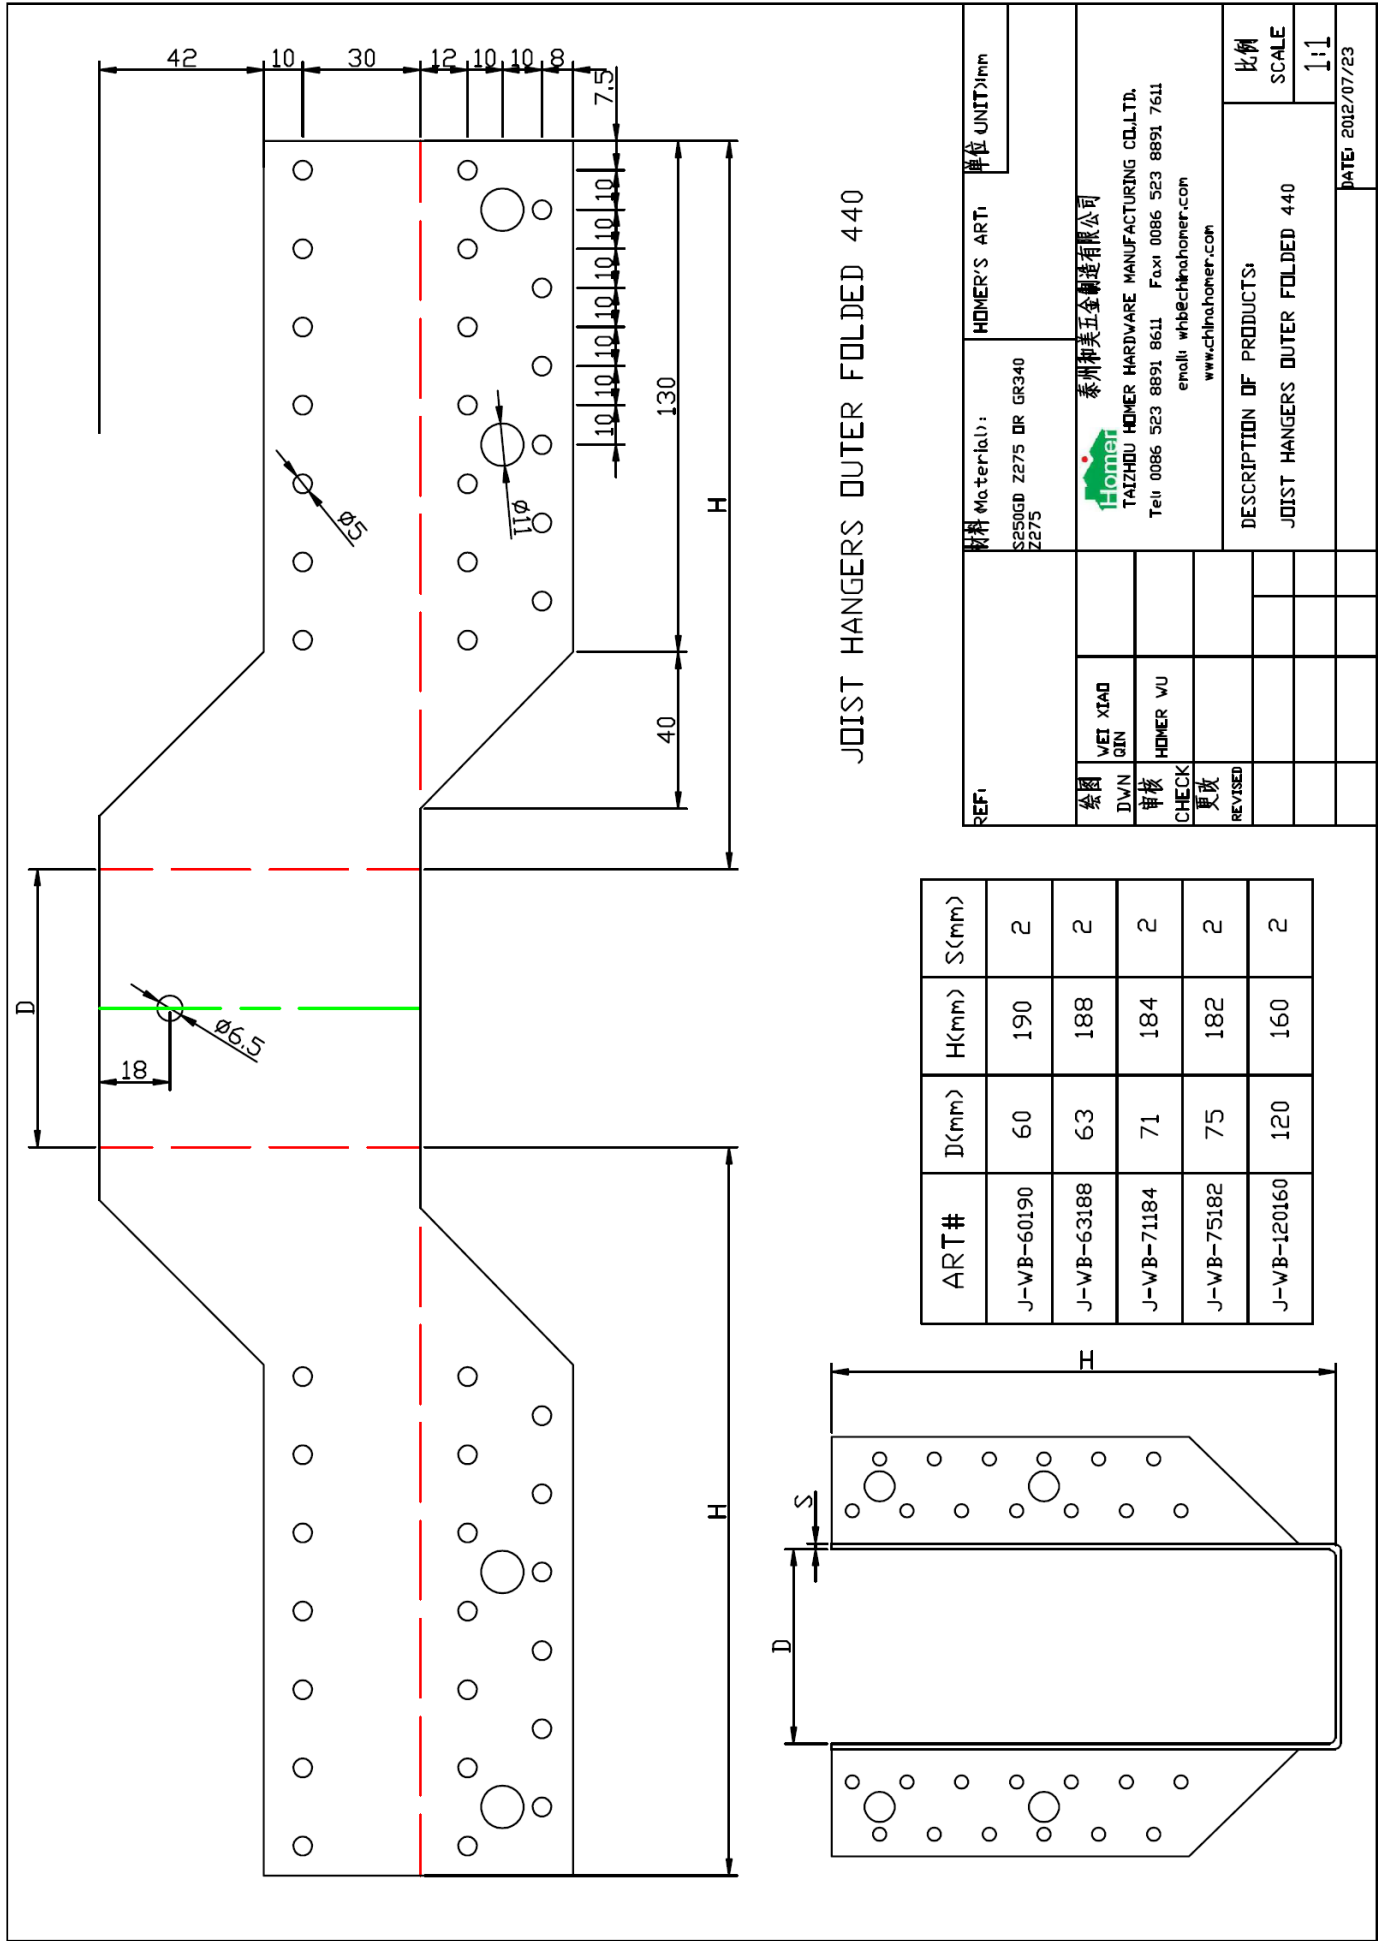 42
10
30
12
10
10
8
7.5
10
10
10
10
10
10
10
130
40
H
Ø5
Ø11
D
18
Ø6.5
H
JOIST HANGERS OUTER FOLDED 440
H
S
D
ART# D(mm) H(mm) S(mm)
J-WB-60190 60 190 2
J-WB-63188 63 188 2
J-WB-71184 71 184 2
J-WB-75182 75 182 2
J-WB-120160 120 160 2
REF:
材料 Material):
S250GD Z275 OR GR340
Z275
HOMER'S ART:
单位 UNIT):mm
绘图
DWN
WEI XIAO
QIN
审核
CHECK
HOMER WU
更改
REVISED
Homer
泰州和美五金制造有限公司
TAIZHOU HOMER HARDWARE MANUFACTURING CO.,LTD.
Tel: 0086 523 8891 8611 Fax: 0086 523 8891 7611
email: whb@chinahomer.com
www.chinahomer.com
DESCRIPTION OF PRODUCTS:
JOIST HANGERS OUTER FOLDED 440
比例
SCALE
1:1
DATE: 2012/07/23